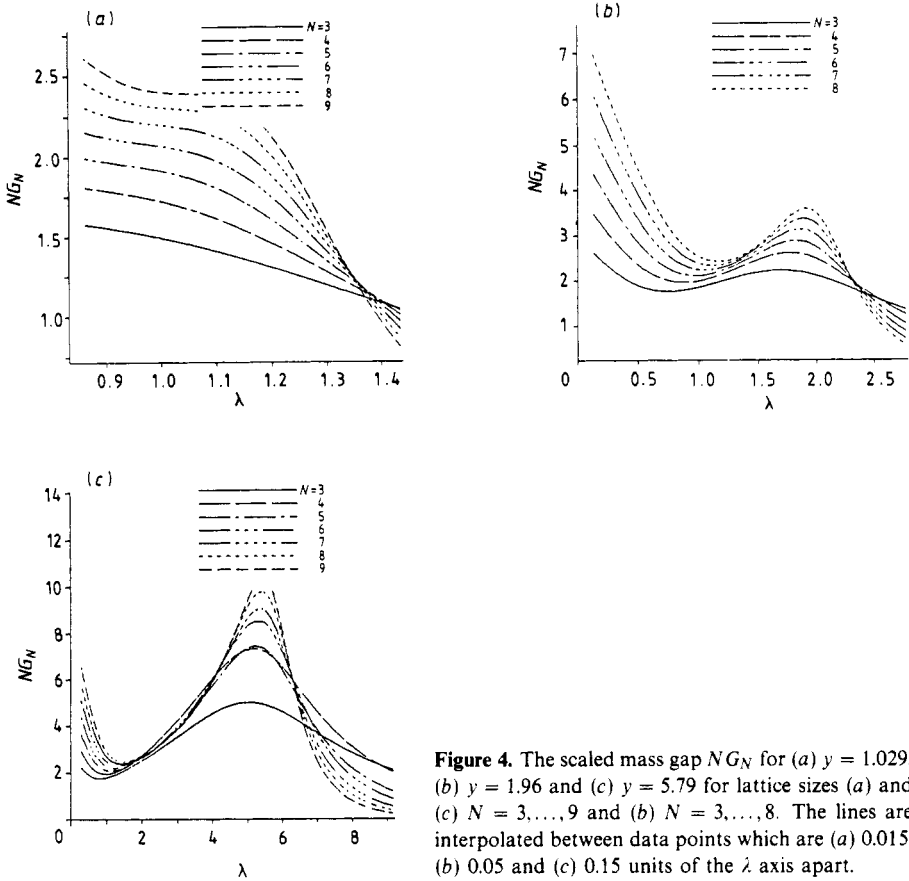 (a)
N=3
4
5
6
7
8
9
2.5
2.0
1.5
1.0
NG_N
0.9 1.0 1.1 1.2 1.3 1.4
λ
(b)
N=3
4
5
6
7
8
7
6
5
4
3
2
1
NG_N
0 0.5 1.0 1.5 2.0 2.5
λ
(c)
N=3
4
5
6
7
8
9
14
12
10
8
6
4
2
NG_N
0 2 4 6 8
λ
Figure 4. The scaled mass gap NG_N for (a) y = 1.029
(b) y = 1.96 and (c) y = 5.79 for lattice sizes (a) and
(c) N = 3,...,9 and (b) N = 3,...,8. The lines are
interpolated between data points which are (a) 0.015
(b) 0.05 and (c) 0.15 units of the λ axis apart.